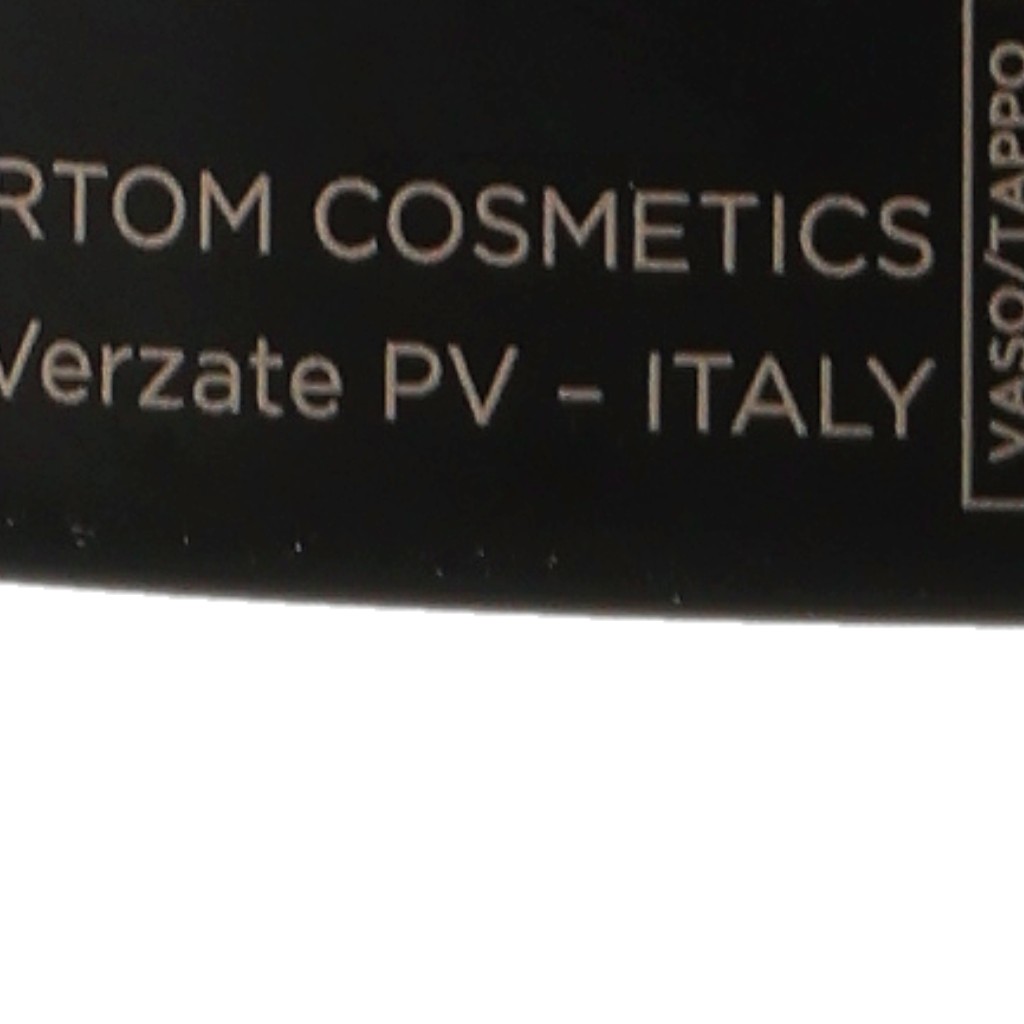 RTOM COSMETICS
Verzate PV – ITALY
VASO/TAPPO